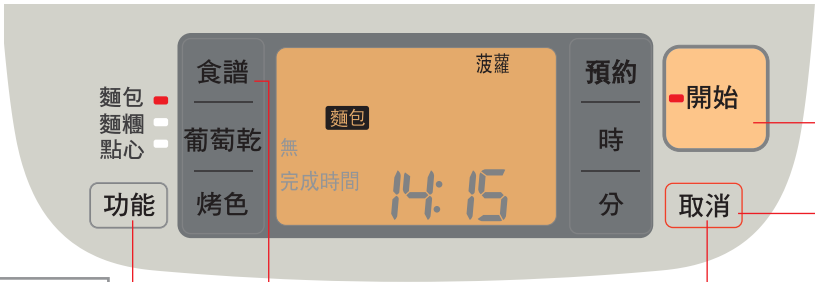 麵包
麵糰
點心
功能
食譜
葡萄乾
烤色
菠蘿
麵包
無
完成時間
14:15
預約
時
分
開始
取消